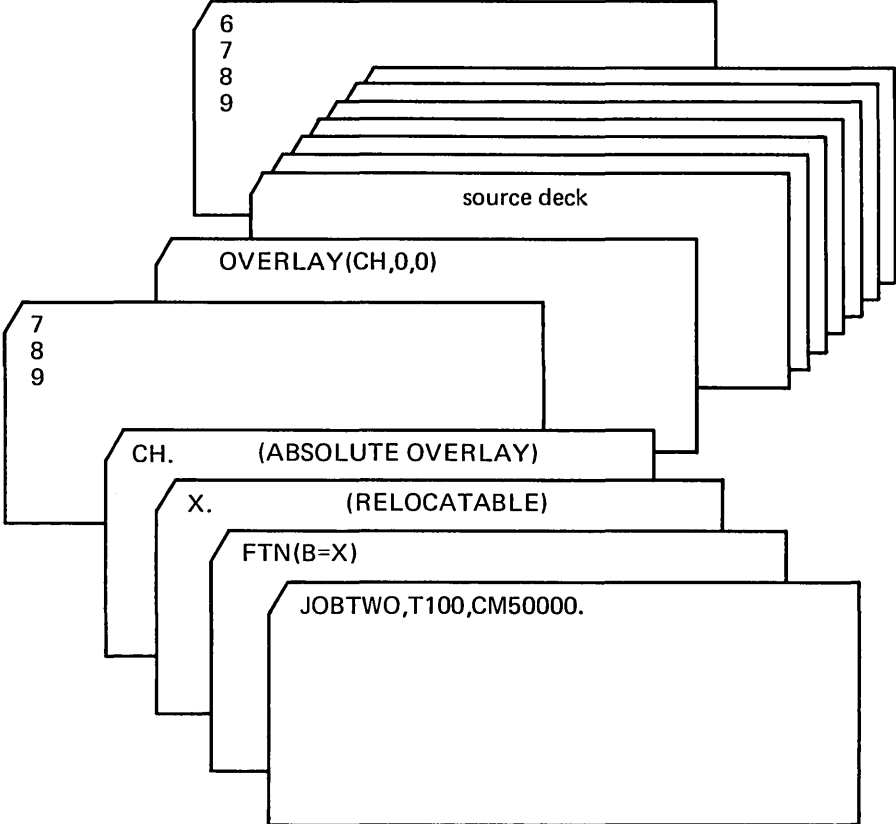 6
7
8
9
source deck
OVERLAY(CH,0,0)
7
8
9
CH. (ABSOLUTE OVERLAY)
X. (RELOCATABLE)
FTN(B=X)
JOBTWO,T100,CM50000.